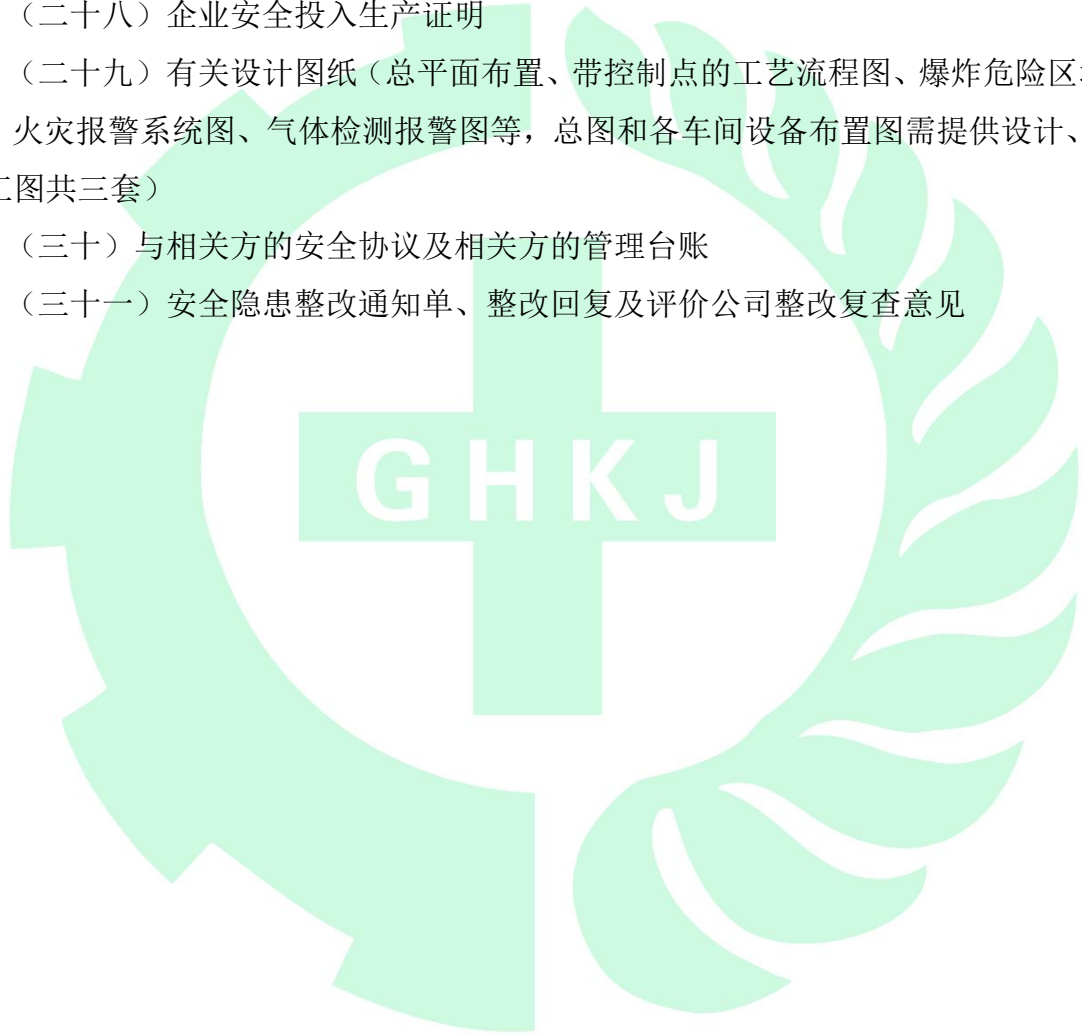 （二十八）企业安全投入生产证明
（二十九）有关设计图纸（总平面布置、带控制点的工艺流程图、爆炸危险区
火灾报警系统图、气体检测报警图等，总图和各车间设备布置图需提供设计、
工图共三套）
（三十）与相关方的安全协议及相关方的管理台账
（三十一）安全隐患整改通知单、整改回复及评价公司整改复查意见
GHKJ